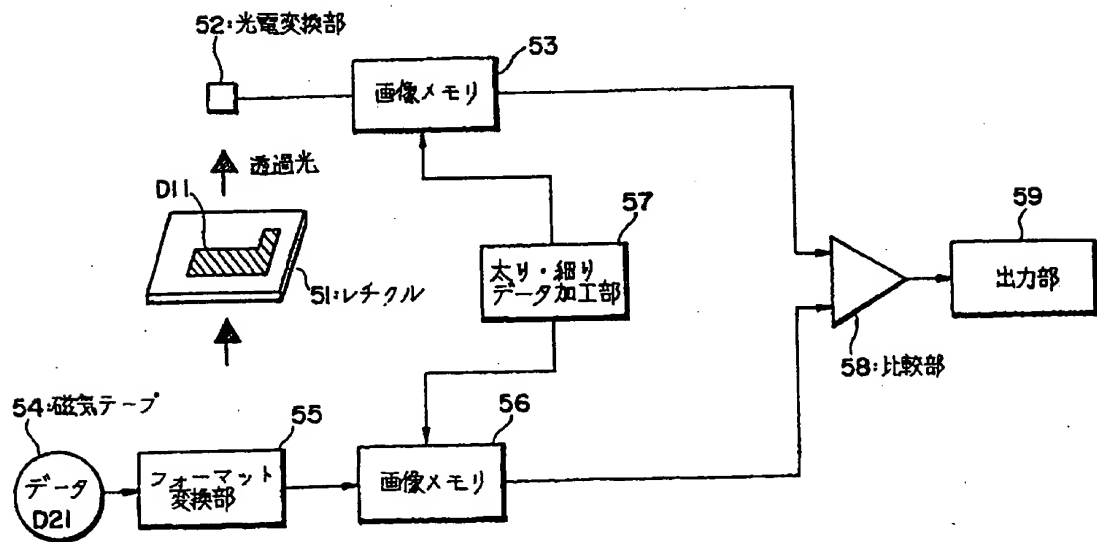 52:光電変換部
53
画像メモリ
透過光
D11
57
太り・細り
データ加工部
51:レチクル
59
出力部
58:比較部
54:磁気テープ
データ
D21
55
フォーマット
変換部
56
画像メモリ